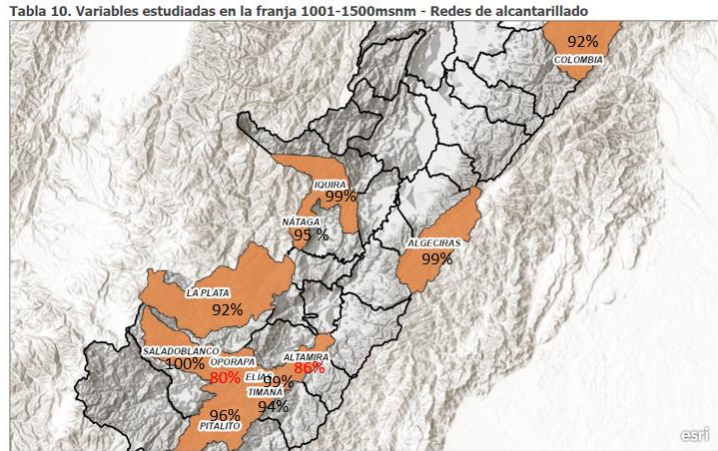 Tabla 10. Variables estudiadas en la franja 1001-1500msnm - Redes de alcantarillado
92%
COLOMBIA
IQUIRA
99%
NÁTAGA
95 %
ALGECIRAS
99%
LA PLATA
92%
SALADOBLANCO
100%
OPORAPA
80%
ELÍAS
99%
ALTAMIRA
86%
TIMANA
94%
96%
PITALITO
esri